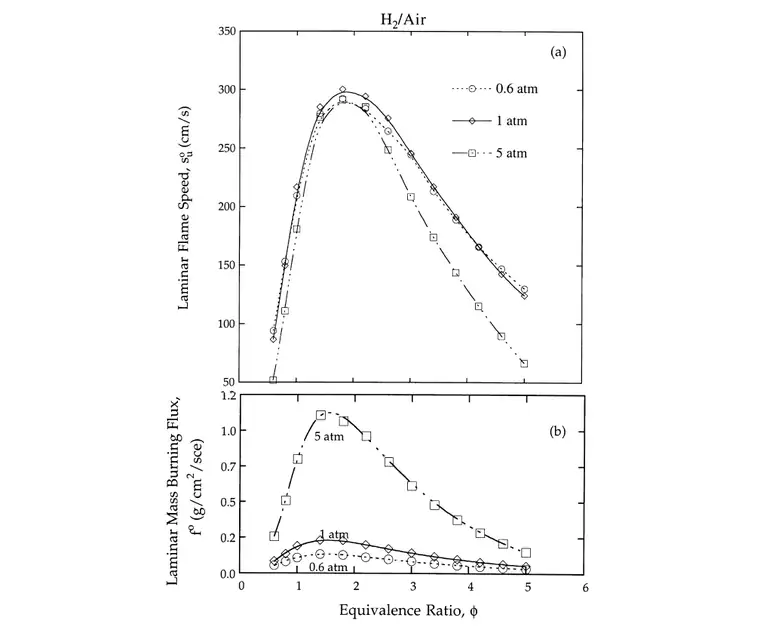 H2/Air
(a)
350
300
250
200
150
100
50
0.6 atm
1 atm
5 atm
Laminar Flame Speed, suo (cm/s)
(b)
1.2
1.0
0.7
0.5
0.2
0.0
5 atm
1 atm
0.6 atm
0 1 2 3 4 5 6
Laminar Mass Burning Flux,
fo (g/cm2/sce)
Equivalence Ratio, ϕ